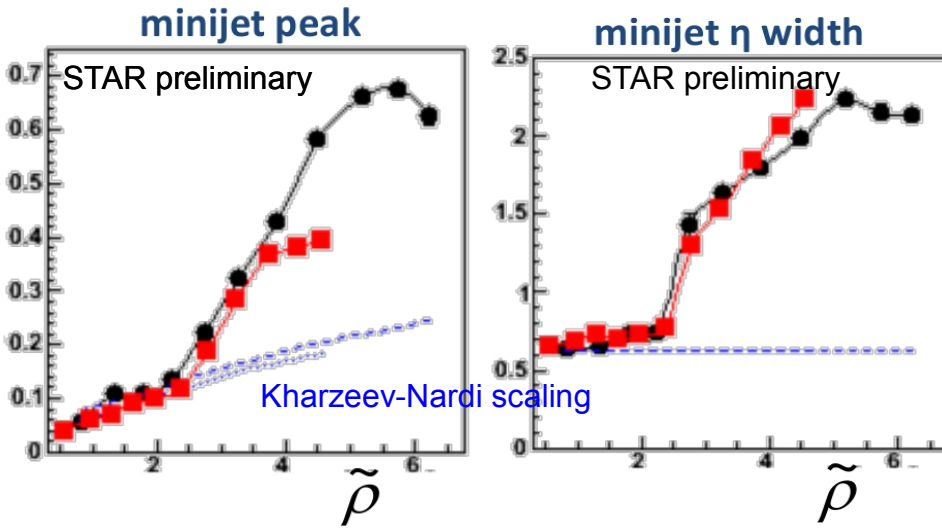 minijet peak
STAR preliminary
0.7
0.6
0.5
0.4
0.3
0.2
0.1
0
Kharzeev-Nardi scaling
2 4 6
ρ̃
minijet η width
STAR preliminary
2.5
2
1.5
1
0.5
0
2 4 6
ρ̃